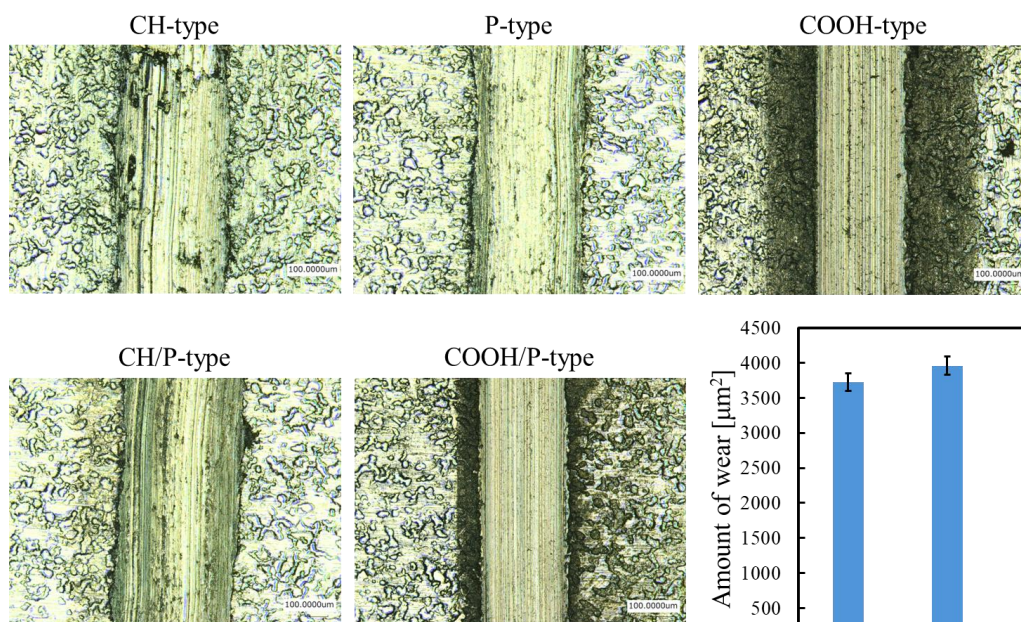 CH-type
P-type
COOH-type
100.0000um
100.0000um
100.0000um
CH/P-type
COOH/P-type
100.0000um
100.0000um
Amount of wear [μm²]
4500
4000
3500
3000
2500
2000
1500
1000
500